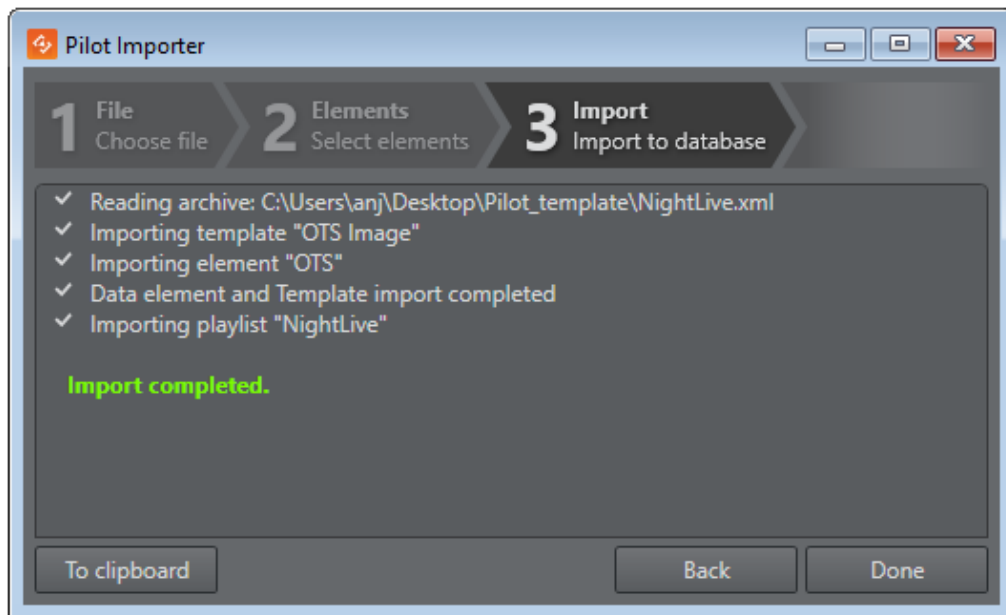 Pilot Importer
1 File
Choose file
2 Elements
Select elements
3 Import
Import to database
Reading archive: C:\Users\anj\Desktop\Pilot_template\NightLive.xml
Importing template "OTS Image"
Importing element "OTS"
Data element and Template import completed
Importing playlist "NightLive"
Import completed.
To clipboard
Back
Done